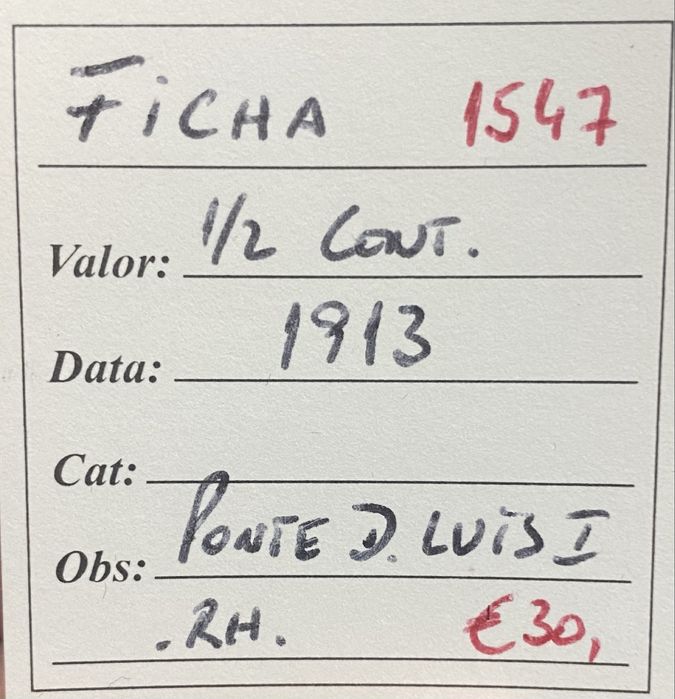 FiCHA 1547
Valor: 1/2 CONT.
Data: 1913
Cat:
Obs: PONTE D. LUIS I
.RH. €30,